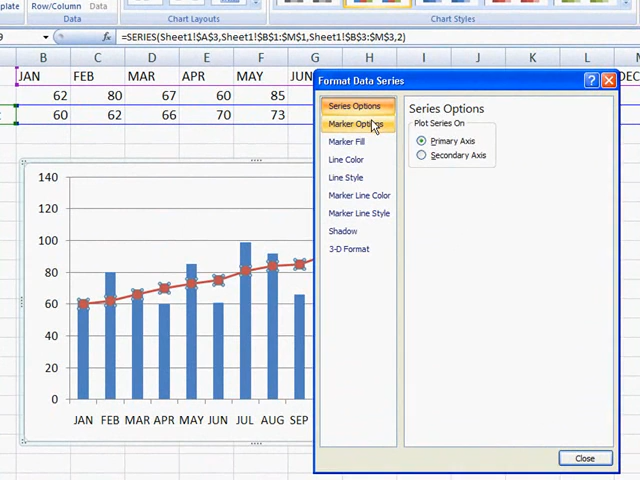 mplate Row/Column Data
Data
Chart Layouts
Chart Styles
9 fx =SERIES(Sheet1!$A$3,Sheet1!$B$1:$M$1,Sheet1!$B$3:$M$3,2)
B C D E F G H I J K L M
JAN FEB MAR APR MAY JUN DEC
62 80 67 60 85
60 62 66 70 73
Format Data Series
Series Options
Marker Options
Marker Fill
Line Color
Line Style
Marker Line Color
Marker Line Style
Shadow
3-D Format
Series Options
Plot Series On
Primary Axis
Secondary Axis
Close
140
120
100
80
60
40
20
0
JAN FEB MAR APR MAY JUN JUL AUG SEP